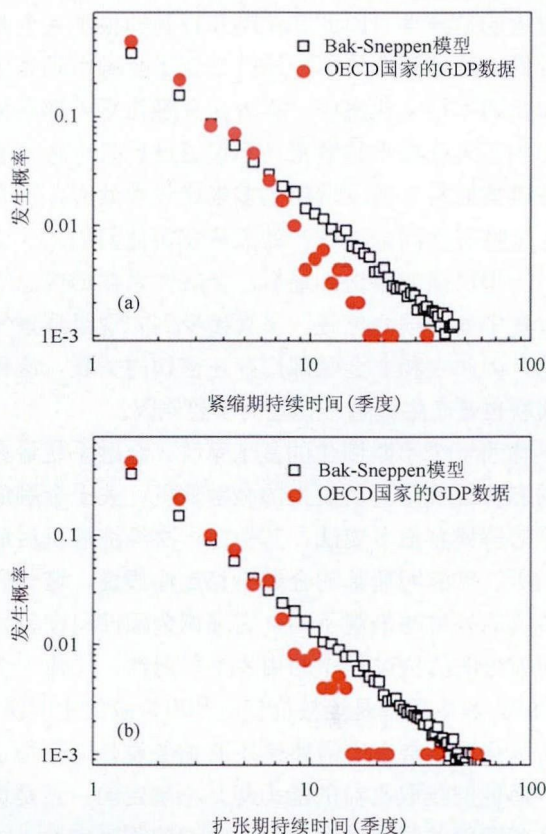 Bak-Sneppen模型
OECD国家的GDP数据
0.1
0.01
1E-3
发生概率
(a)
10
100
紧缩期持续时间(季度)
Bak-Sneppen模型
OECD国家的GDP数据
0.1
0.01
1E-3
发生概率
(b)
10
100
扩张期持续时间(季度)